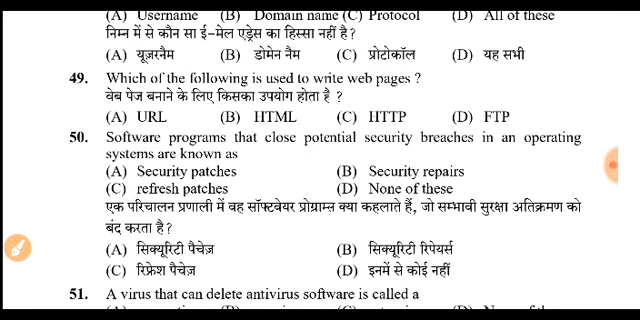 (A) Username (B) Domain name (C) Protocol (D) All of these
निम्न में से कौन सा ई-मेल एड्रेस का हिस्सा नहीं है?
(A) यूज़रनैम (B) डोमेन नैम (C) प्रोटोकॉल (D) यह सभी
49. Which of the following is used to write web pages ?
वेब पेज बनाने के लिए किसका उपयोग होता है ?
(A) URL (B) HTML (C) HTTP (D) FTP
50. Software programs that close potential security breaches in an operating
systems are known as
(A) Security patches (B) Security repairs
(C) refresh patches (D) None of these
एक परिचालन प्रणाली में वह सॉफ्टवेयर प्रोग्राम्स क्या कहलाते हैं, जो सम्भावी सुरक्षा अतिक्रमण को
बंद करता है?
(A) सिक्यूरिटी पैचेज़ (B) सिक्यूरिटी रिपेयर्स
(C) रिफ्रेश पैचेज़ (D) इनमें से कोई नहीं
51. A virus that can delete antivirus software is called a